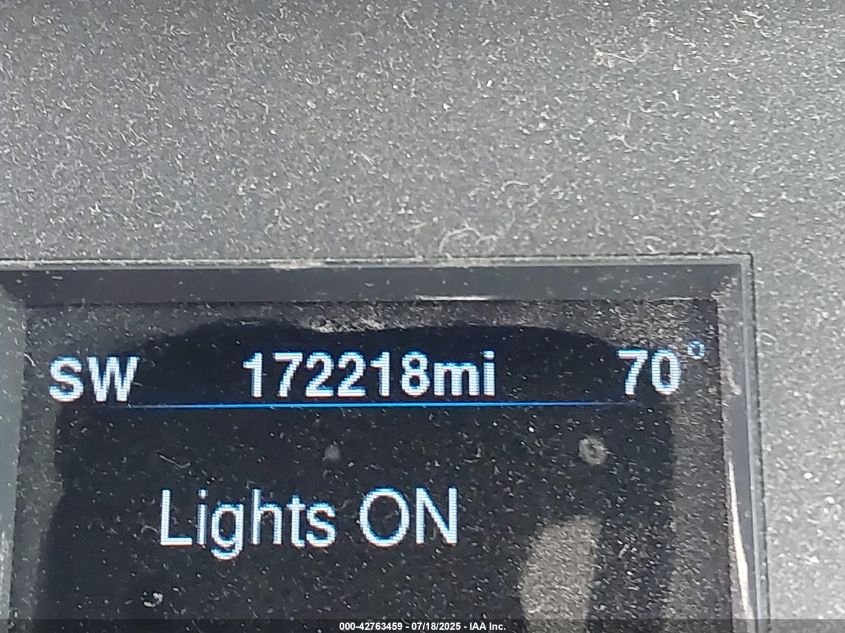 SW 172218mi 70°
Lights ON
000-42763459 - 07/18/2025 - IAA Inc.